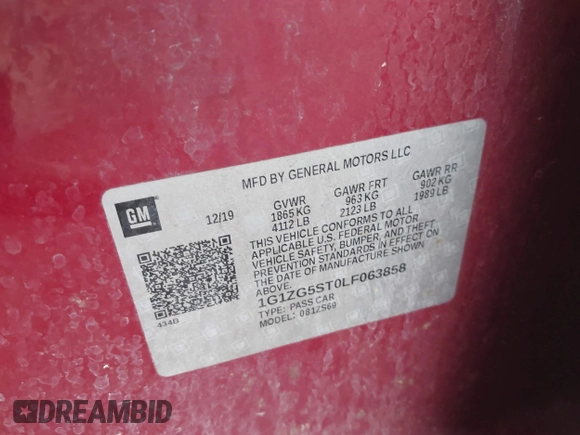 MFD BY GENERAL MOTORS LLC
GM
12/19
GVWR
1865 KG
4112 LB
GAWR FRT
963 KG
2123 LB
GAWR RR
902 KG
1989 LB
THIS VEHICLE CONFORMS TO ALL
APPLICABLE U.S. FEDERAL MOTOR
VEHICLE SAFETY, BUMPER, AND THEFT
PREVENTION STANDARDS IN EFFECT ON
THE DATE OF MANUFACTURE SHOWN
ABOVE.
1G1ZG5ST0LF063858
TYPE: PASS CAR
MODEL: 081ZS69
434B
DREAMBID